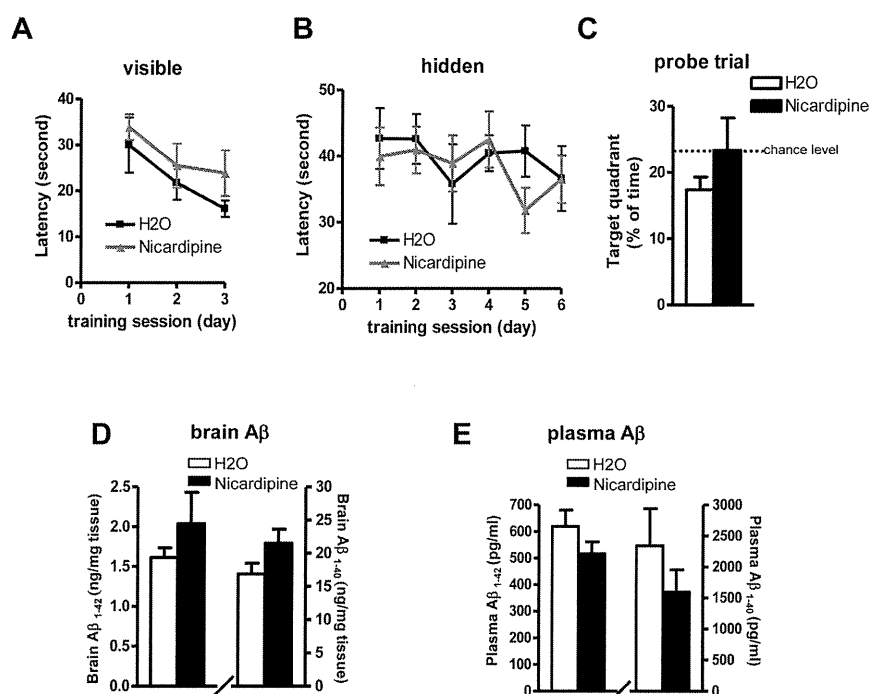 A
visible
Latency (second)
40
30
20
10
0
H2O
Nicardipine
0 1 2 3
training session (day)
B
hidden
Latency (second)
50
40
30
20
H2O
Nicardipine
0 1 2 3 4 5 6
training session (day)
C
probe trial
H2O
Nicardipine
Target quadrant
(% of time)
30
20
10
0
chance level
D
brain Aβ
H2O
Nicardipine
Brain Aβ 1-42 (ng/mg tissue)
2.5
2.0
1.5
1.0
0.5
0.0
30
25
20
15
10
5
0
Brain Aβ 1-40
(ng/mg tissue)
E
plasma Aβ
H2O
Nicardipine
Plasma Aβ 1-42 (pg/ml)
700
600
500
400
300
200
100
0
3000
2500
2000
1500
1000
500
0
Plasma Aβ 1-40 (pg/ml)